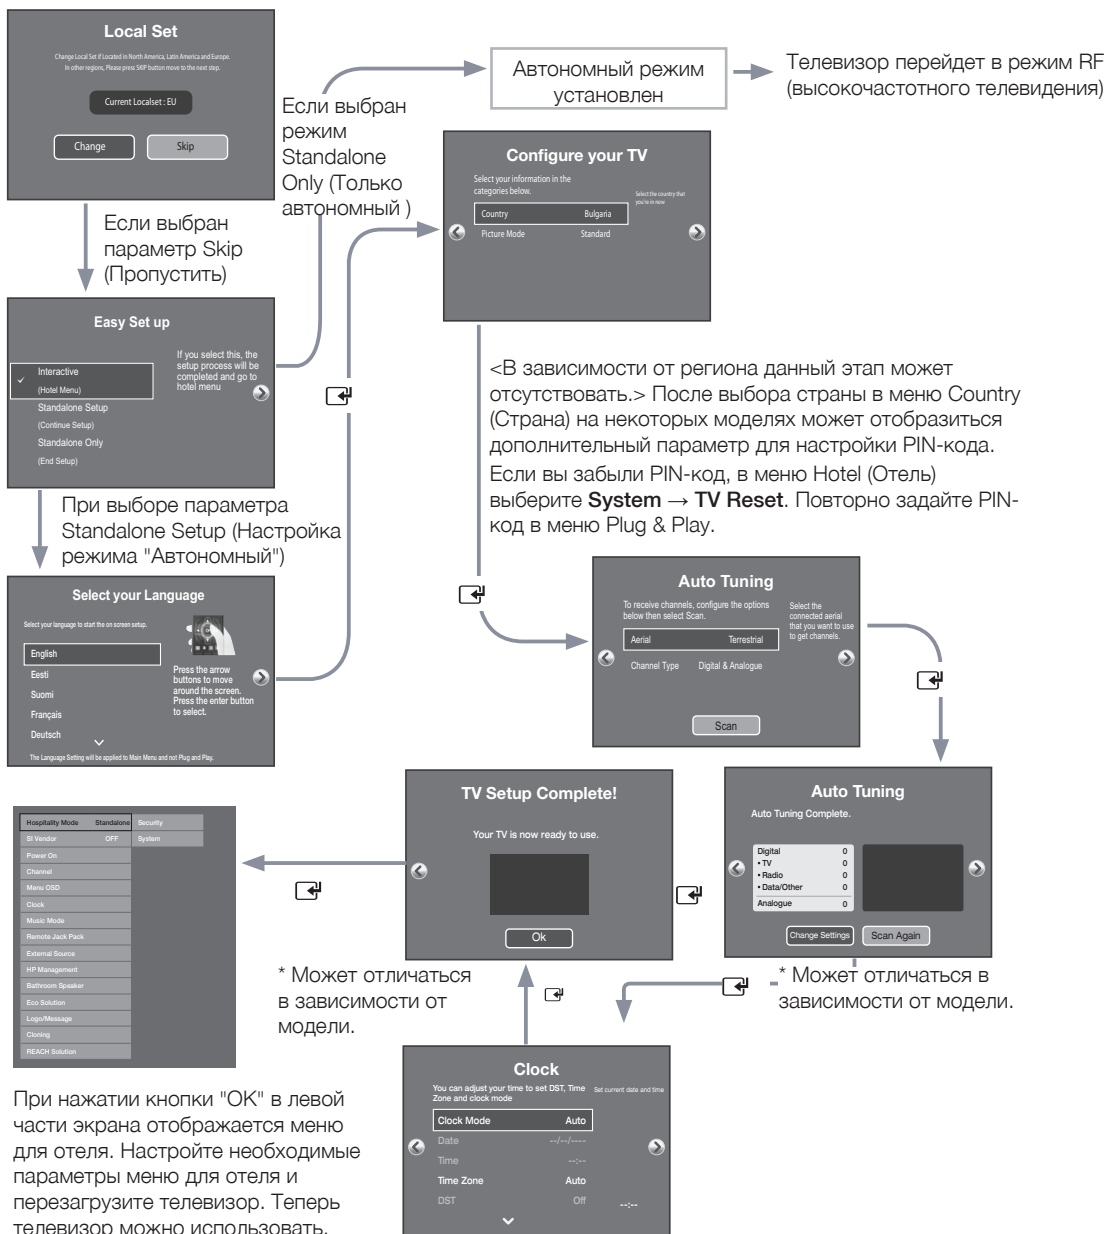 Local Set
Change Local Set if Located in North America, Latin America and Europe.
In other regions, Please press SKIP button move to the next step.
Current Localset : EU
Change
Skip
Если выбран
режим
Standalone
Only (Только
автономный )
Автономный режим
установлен
Телевизор перейдет в режим RF
(высокочастотного телевидения)
Если выбран
параметр Skip
(Пропустить)
Configure your TV
Select your information in the
categories below.
Select the country that
you're in now
Country Bulgaria
Picture Mode Standard
Easy Set up
Interactive
(Hotel Menu)
Standalone Setup
(Continue Setup)
Standalone Only
(End Setup)
If you select this, the
setup process will be
completed and go to
hotel menu
<В зависимости от региона данный этап может
отсутствовать.> После выбора страны в меню Country
(Страна) на некоторых моделях может отобразиться
дополнительный параметр для настройки PIN-кода.
Если вы забыли PIN-код, в меню Hotel (Отель)
выберите System → TV Reset. Повторно задайте PIN-
код в меню Plug & Play.
При выборе параметра
Standalone Setup (Настройка
режима "Автономный")
Select your Language
Select your language to start the on screen setup.
English
Eesti
Suomi
Français
Deutsch
Press the arrow
buttons to move
around the screen.
Press the enter button
to select.
The Language Setting will be applied to Main Menu and not Plug and Play.
Auto Tuning
To receive channels, configure the options
below then select Scan.
Select the
connected aerial
that you want to use
to get channels.
Aerial Terrestrial
Channel Type Digital & Analogue
Scan
TV Setup Complete!
Your TV is now ready to use.
Ok
Auto Tuning
Auto Tuning Complete.
Digital 0
• TV 0
• Radio 0
• Data/Other 0
Analogue 0
Change Settings
Scan Again
Hospitality Mode Standalone Security
SI Vendor OFF System
Power On
Channel
Menu OSD
Clock
Music Mode
Remote Jack Pack
External Source
HP Management
Bathroom Speaker
Eco Solution
Logo/Message
Cloning
REACH Solution
* Может отличаться
в зависимости от
модели.
* Может отличаться в
зависимости от модели.
Clock
You can adjust your time to set DST, Time
Zone and clock mode
Set current date and time
Clock Mode Auto
Date --/--/----
Time --:--
Time Zone Auto
DST Off
--:--
При нажатии кнопки "OK" в левой
части экрана отображается меню
для отеля. Настройте необходимые
параметры меню для отеля и
перезагрузите телевизор. Теперь
телевизор можно использовать.